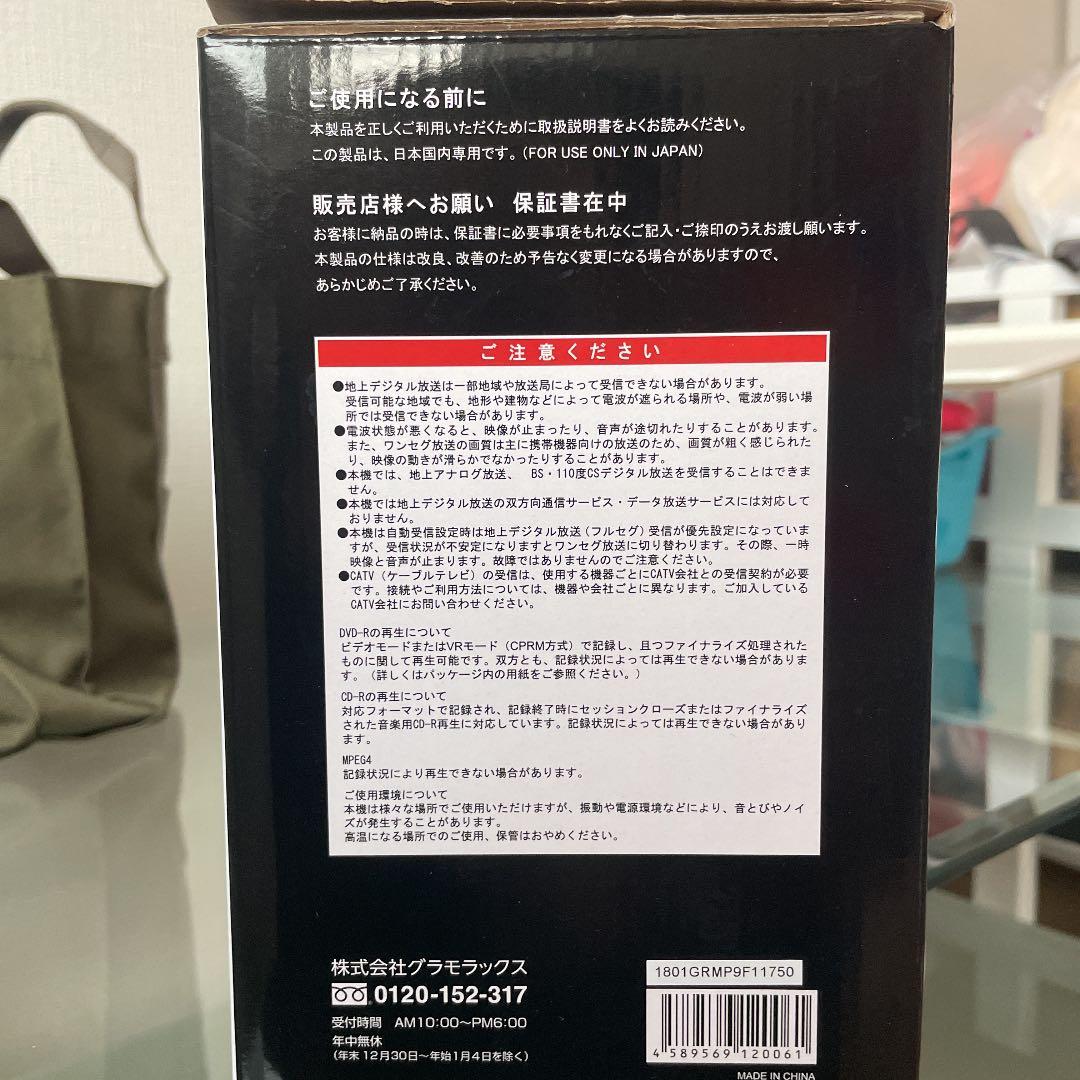 ご使用になる前に
本製品を正しくご利用いただくために取扱説明書をよくお読みください。
この製品は、日本国内専用です。(FOR USE ONLY IN JAPAN)
販売店様へお願い 保証書在中
お客様に納品の時は、保証書に必要事項をもれなくご記入・ご捺印のうえお渡し願います。
本製品の仕様は改良、改善のため予告なく変更になる場合がありますので、
あらかじめご了承ください。
ご注意ください
●地上デジタル放送は一部地域や放送局によって受信できない場合があります。
受信可能な地域でも、地形や建物などによって電波が遮られる場所や、電波が弱い場
所では受信できない場合があります。
●電波状態が悪くなると、映像が止まったり、音声が途切れたりすることがあります。
また、ワンセグ放送の画質は主に携帯機器向けの放送のため、画質が粗く感じられた
り、映像の動きが滑らかでなかったりすることがあります。
●本機では、地上アナログ放送、 BS・110度CSデジタル放送を受信することはできま
せん。
●本機では地上デジタル放送の双方向通信サービス・データ放送サービスには対応して
おりません。
●本機は自動受信設定時は地上デジタル放送(フルセグ)受信が優先設定になっていま
すが、受信状況が不安定になりますとワンセグ放送に切り替わります。その際、一時
映像と音声が止まります。故障ではありませんのでご注意ください。
●CATV(ケーブルテレビ)の受信は、使用する機器ごとにCATV会社との受信契約が必要
です。接続やご利用方法については、機器や会社ごとに異なります。ご加入している
CATV会社にお問い合わせください。
DVD-Rの再生について
ビデオモードまたはVRモード(CPRM方式)で記録し、且つファイナライズ処理された
ものに関して再生可能です。双方とも、記録状況によっては再生できない場合がありま
す。(詳しくはパッケージ内の用紙をご参照ください。)
CD-Rの再生について
対応フォーマットで記録され、記録終了時にセッションクローズまたはファイナライズ
された音楽用CD-R再生に対応しています。記録状況によっては再生できない場合があり
ます。
MPEG4
記録状況により再生できない場合があります。
ご使用環境について
本機は様々な場所でご使用いただけますが、振動や電源環境などにより、音とびやノイ
ズが発生することがあります。
高温になる場所でのご使用、保管はおやめください。
株式会社グラモラックス
0120-152-317
受付時間 AM10:00〜PM6:00
年中無休
(年末12月30日〜年始1月4日を除く)
1801GRMP9F11750
4 589569 120061
MADE IN CHINA